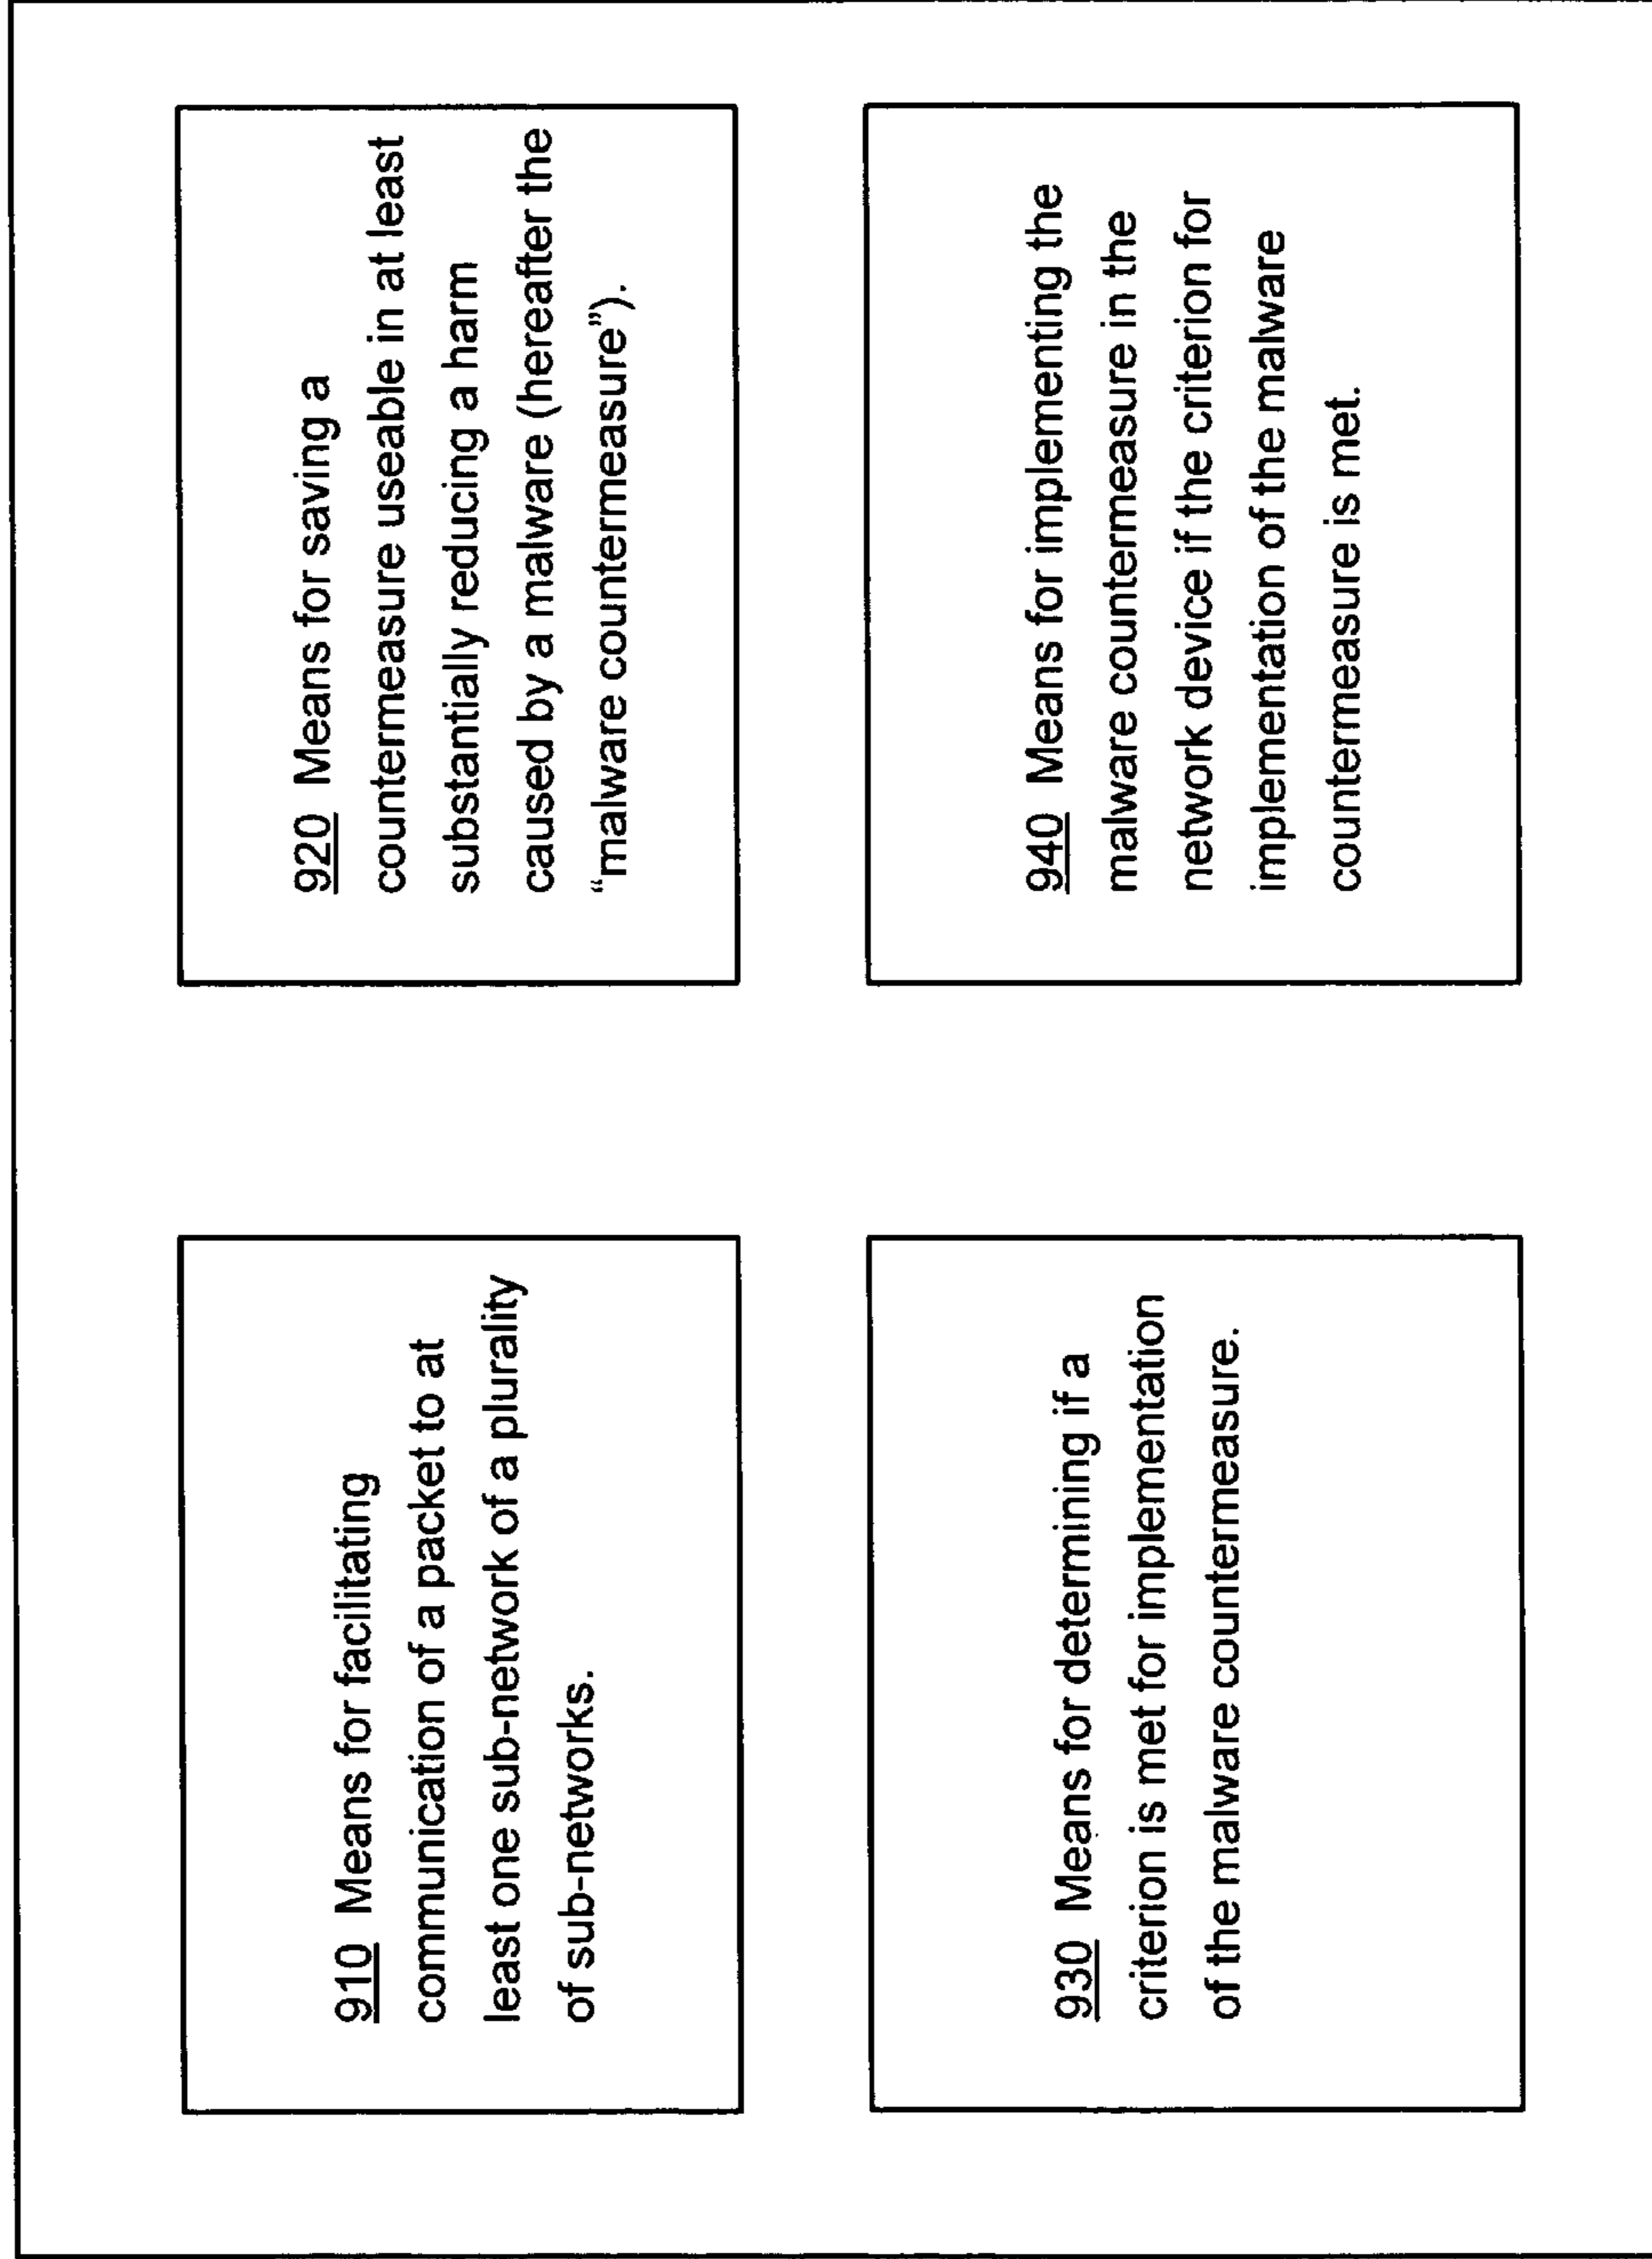 910 Means for facilitating
communication of a packet to at
least one sub-network of a plurality
of sub-networks.
920 Means for saving a
countermeasure useable in at least
substantially reducing a harm
caused by a malware (hereafter the
“malware countermeasure”).
930 Means for determining if a
criterion is met for implementation
of the malware countermeasure.
940 Means for implementing the
malware countermeasure in the
network device if the criterion for
implementation of the malware
countermeasure is met.